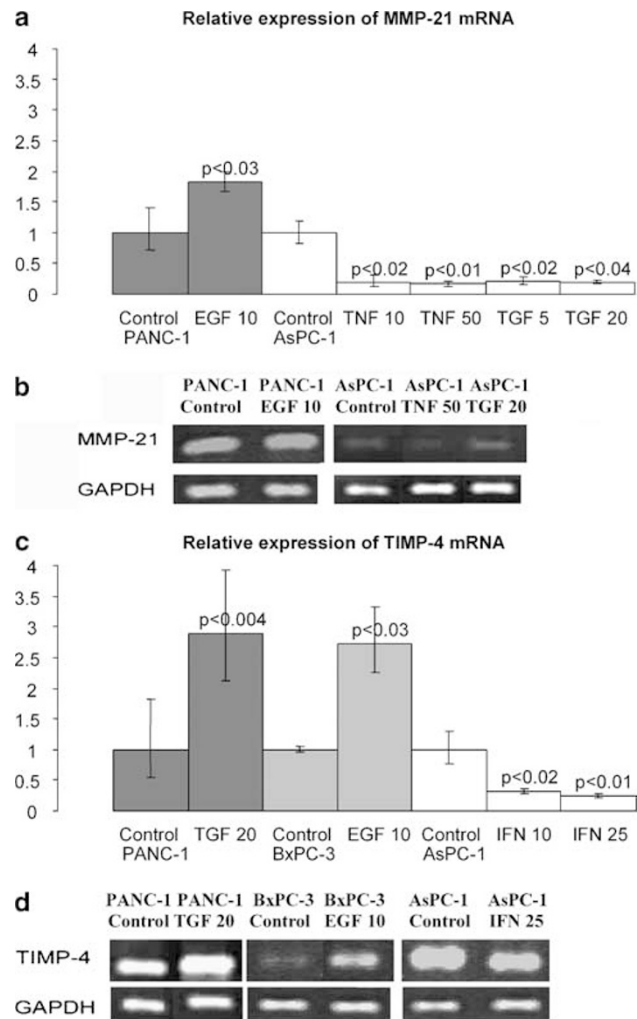 a
Relative expression of MMP-21 mRNA
4
3.5
3
2.5
2
1.5
1
0.5
0
p<0.03
p<0.02 p<0.01 p<0.02 p<0.04
Control EGF 10 Control TNF 10 TNF 50 TGF 5 TGF 20
PANC-1 AsPC-1
b
PANC-1 PANC-1 AsPC-1 AsPC-1 AsPC-1
Control EGF 10 Control TNF 50 TGF 20
MMP-21
GAPDH
c
Relative expression of TIMP-4 mRNA
4
3.5
3
2.5
2
1.5
1
0.5
0
p<0.004 p<0.03
p<0.02 p<0.01
Control TGF 20 Control EGF 10 Control IFN 10 IFN 25
PANC-1 BxPC-3 AsPC-1
d
PANC-1 PANC-1 BxPC-3 BxPC-3 AsPC-1 AsPC-1
Control TGF 20 Control EGF 10 Control IFN 25
TIMP-4
GAPDH